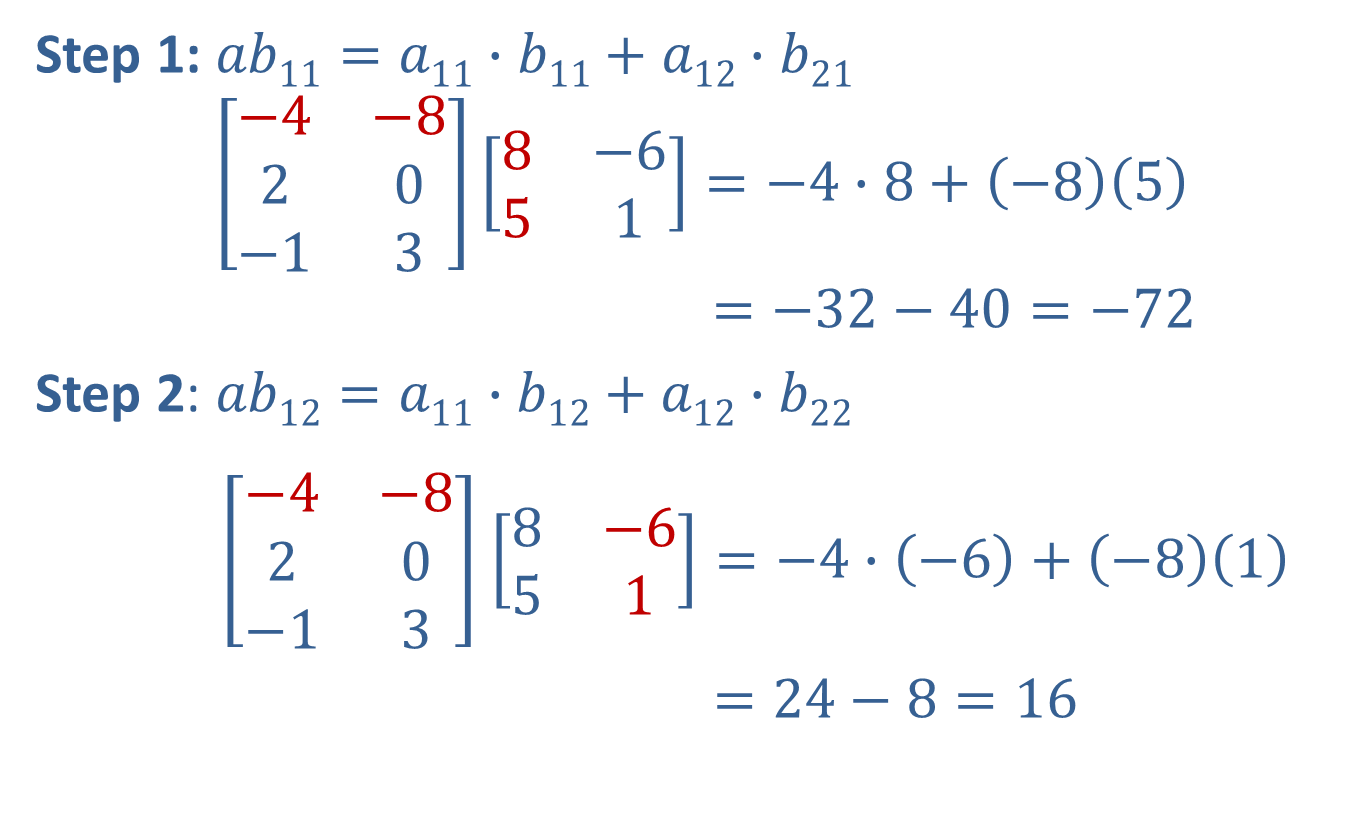 Step 1: ab₁₁ = a₁₁ · b₁₁ + a₁₂ · b₂₁
[−4 −8] [8 −6] = −4 · 8 + (−8)(5)
[2 0] [5 1]
[−1 3]
= −32 − 40 = −72
Step 2: ab₁₂ = a₁₁ · b₁₂ + a₁₂ · b₂₂
[−4 −8] [8 −6] = −4 · (−6) + (−8)(1)
[2 0] [5 1]
[−1 3]
= 24 − 8 = 16